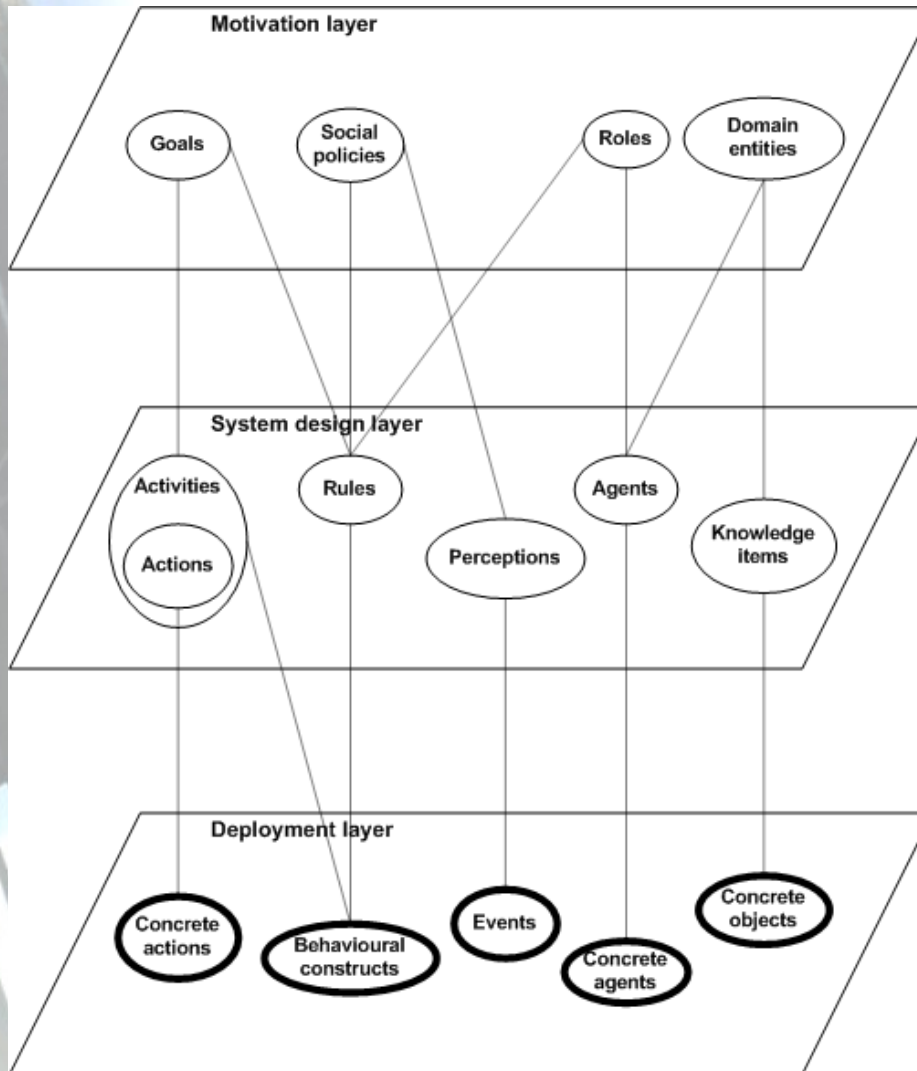 Motivation layer
Goals
Social
policies
Roles
Domain
entities
System design layer
Activities
Actions
Rules
Perceptions
Agents
Knowledge
items
Deployment layer
Concrete
actions
Behavioural
constructs
Events
Concrete
agents
Concrete
objects